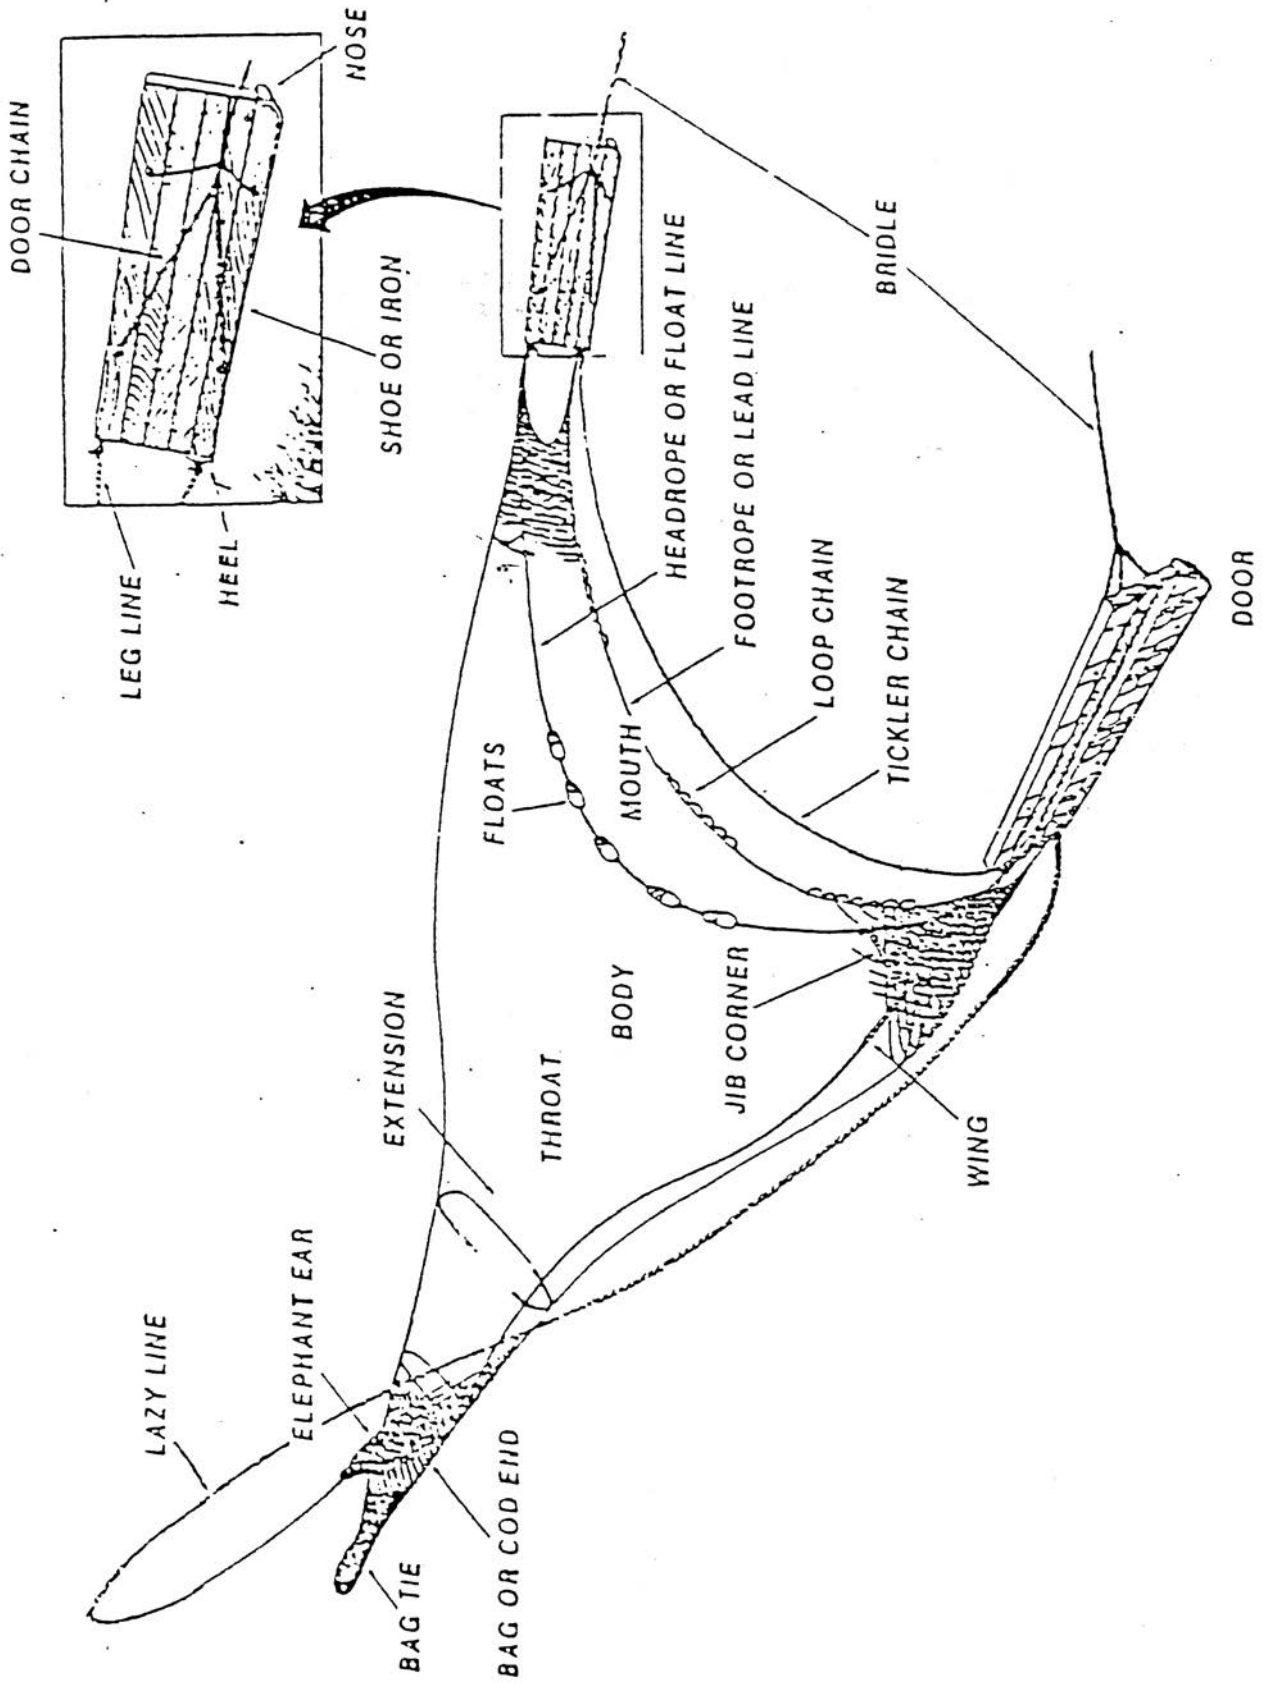 LAZY LINE
ELEPHANT EAR
BAG TIE
BAG OR COD END
EXTENSION
THROAT
BODY
JIB CORNER
WING
FLOATS
MOUTH
LEG LINE
HEEL
DOOR CHAIN
NOSE
SHOE OR IRON
HEADROPE OR FLOAT LINE
FOOTROPE OR LEAD LINE
LOOP CHAIN
TICKLER CHAIN
BRIDLE
DOOR